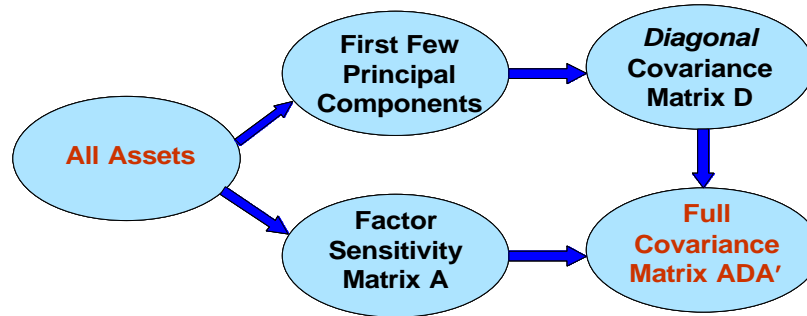 All Assets
First Few
Principal
Components
Diagonal
Covariance
Matrix D
Factor
Sensitivity
Matrix A
Full
Covariance
Matrix ADA′